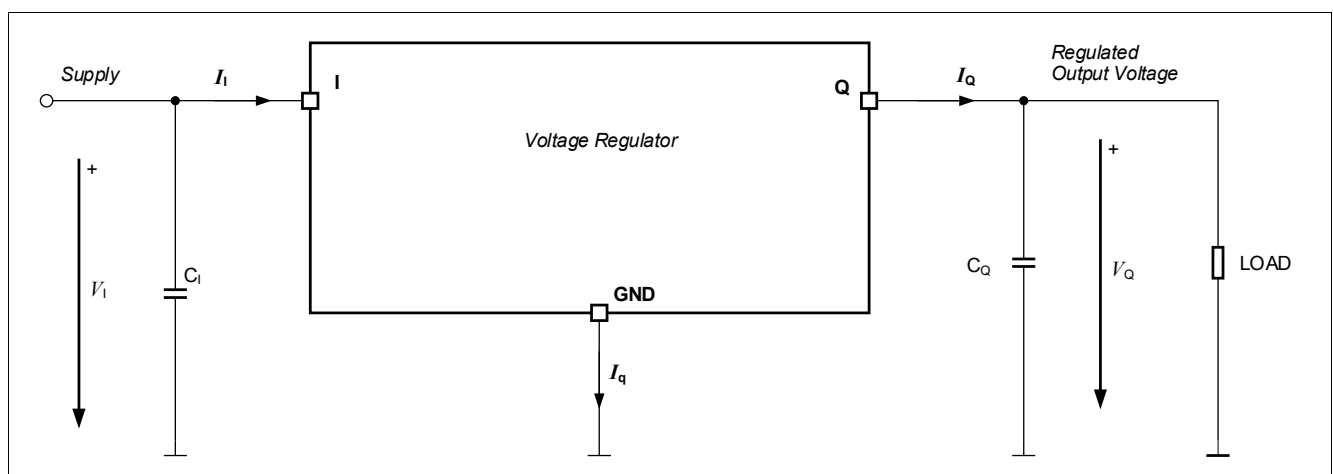 Supply
I_I
I
Voltage Regulator
Q
I_Q
Regulated
Output Voltage
+
+
V_I
C_I
GND
I_q
C_Q
V_Q
LOAD